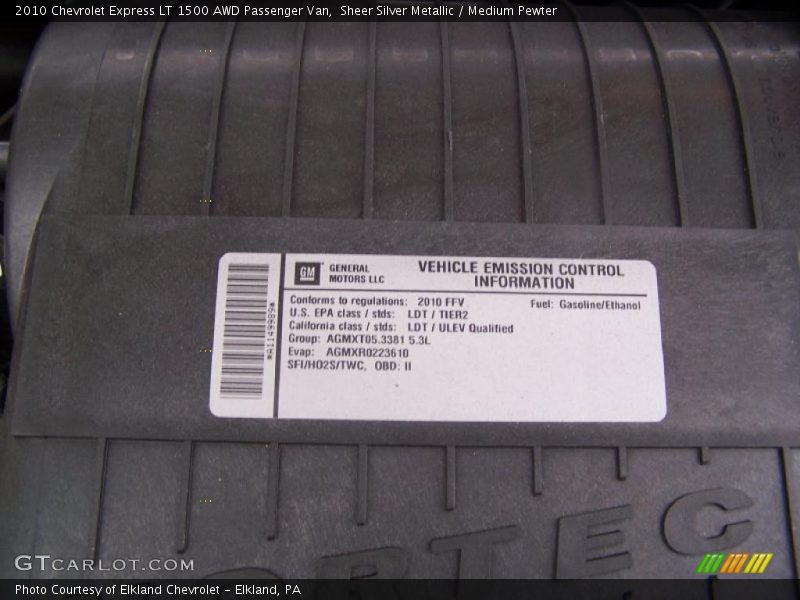 2010 Chevrolet Express LT 1500 AWD Passenger Van,  Sheer Silver Metallic / Medium Pewter
GM GENERAL
MOTORS LLC
VEHICLE EMISSION CONTROL
INFORMATION
Conforms to regulations: 2010 FFV
Fuel: Gasoline/Ethanol
U.S. EPA class / stds: LDT / TIER2
California class / stds: LDT / ULEV Qualified
Group: AGMXT05.3381 5.3L
Evap: AGMXR0223610
SFI/HO2S/TWC, OBD: II
*A1149989*
ORTEC
GTCARLOT.COM
Photo Courtesy of Elkland Chevrolet - Elkland, PA